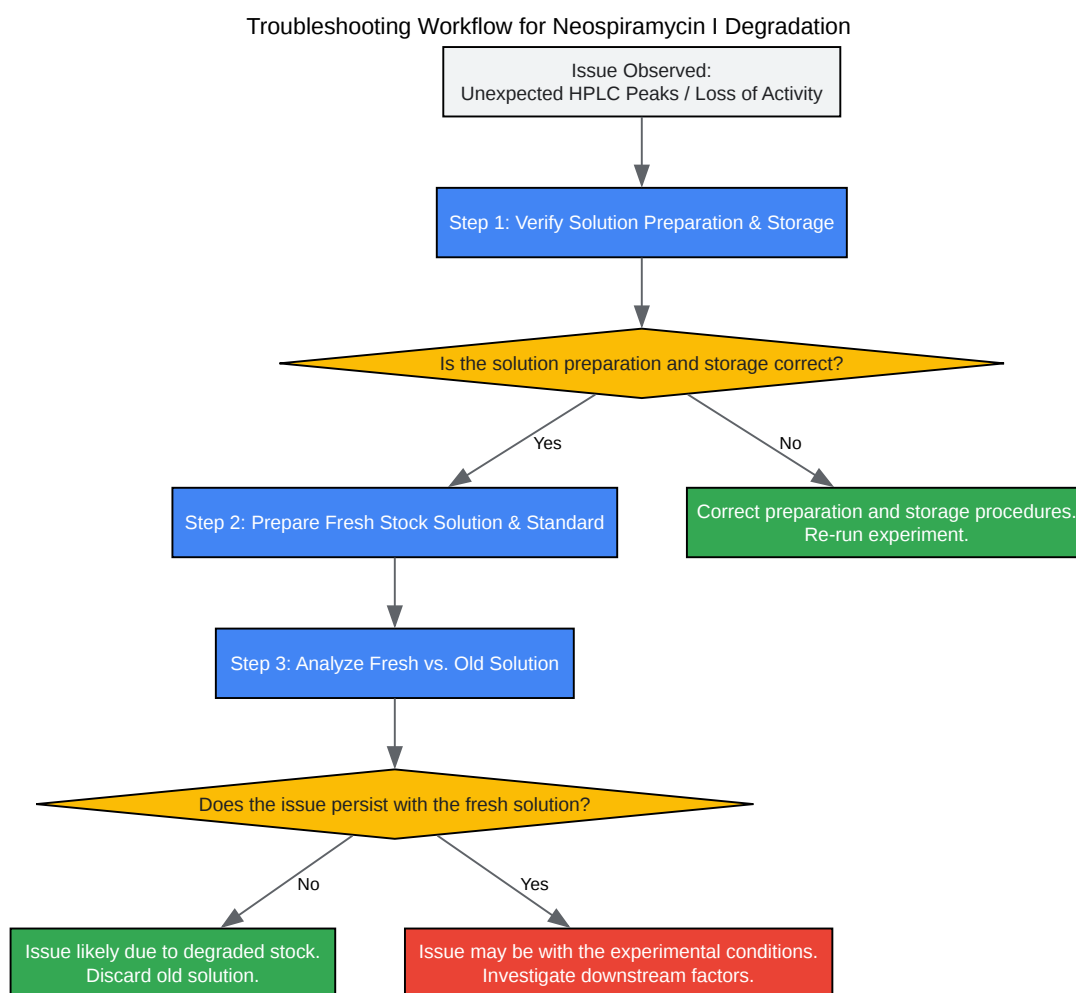 Troubleshooting Workflow for Neospiramycin I Degradation
Issue Observed:
Unexpected HPLC Peaks / Loss of Activity
Step 1: Verify Solution Preparation & Storage
Is the solution preparation and storage correct?
Yes
No
Step 2: Prepare Fresh Stock Solution & Standard
Correct preparation and storage procedures.
Re-run experiment.
Step 3: Analyze Fresh vs. Old Solution
Does the issue persist with the fresh solution?
No
Yes
Issue likely due to degraded stock.
Discard old solution.
Issue may be with the experimental conditions.
Investigate downstream factors.